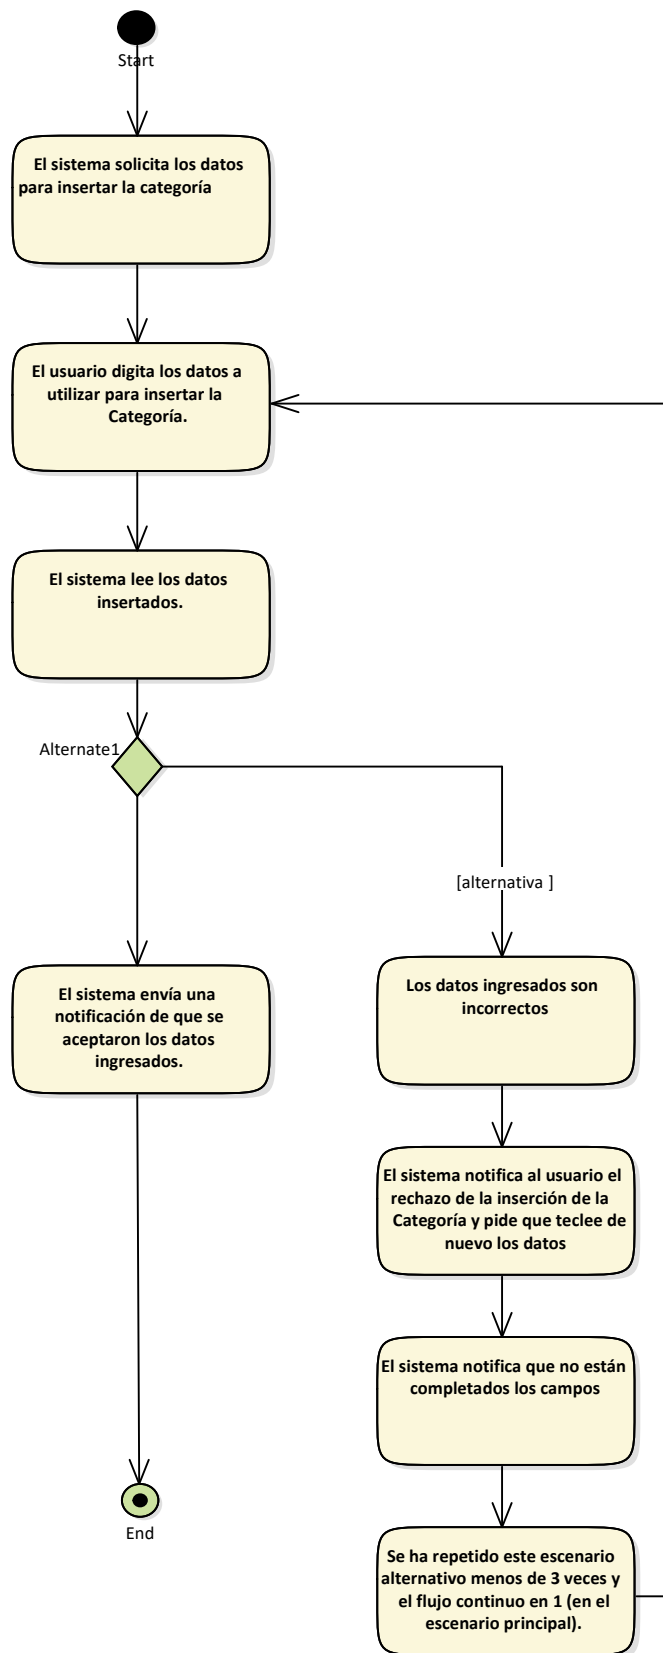 Start
El sistema solicita los datos
para insertar la categoría
El usuario digita los datos a
utilizar para insertar la
Categoría.
El sistema lee los datos
insertados.
Alternate1
[alternativa ]
El sistema envía una
notificación de que se
aceptaron los datos
ingresados.
Los datos ingresados son
incorrectos
El sistema notifica al usuario el
rechazo de la inserción de la
Categoría y pide que teclee de
nuevo los datos
El sistema notifica que no están
completados los campos
End
Se ha repetido este escenario
alternativo menos de 3 veces y
el flujo continuo en 1 (en el
escenario principal).